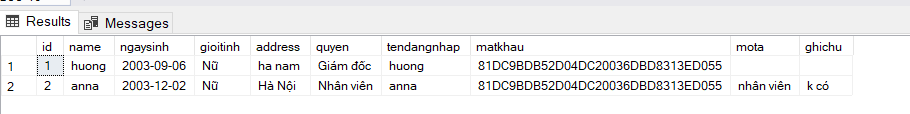 Results Messages
id name ngaysinh gioitinh address quyen tendangnhap matkhau mota ghichu
1 1 huong 2003-09-06 Nữ ha nam Giám đốc huong 81DC9BDB52D04DC20036DBD8313ED055
2 2 anna 2003-12-02 Nữ Hà Nội Nhân viên anna 81DC9BDB52D04DC20036DBD8313ED055 nhân viên k có